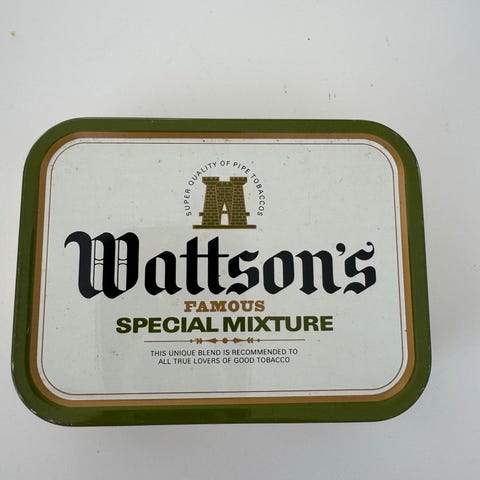 SUPER QUALITY OF PIPE TOBACCOS
Wattson's
FAMOUS
SPECIAL MIXTURE
THIS UNIQUE BLEND IS RECOMMENDED TO
ALL TRUE LOVERS OF GOOD TOBACCO